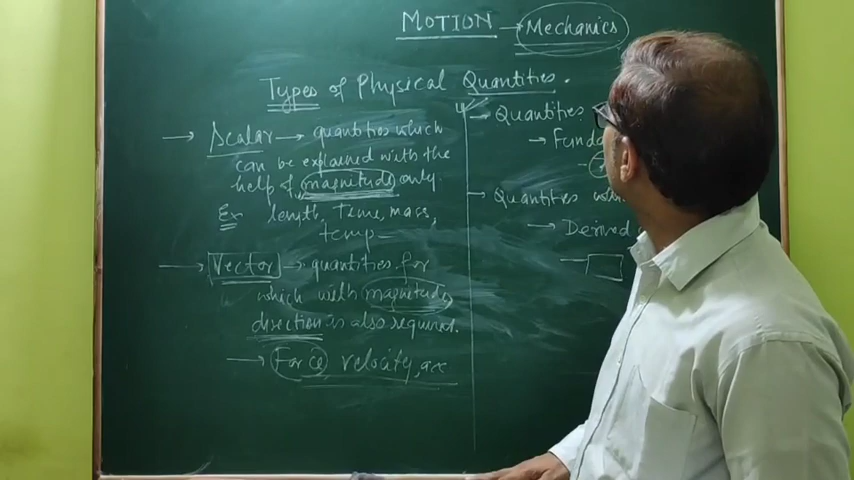 MOTION → Mechanics
Types of Physical Quantities.
→ Scalar → quantities which
can be explained with the
help of magnitude only
Ex length, Time, mass,
temp
→ Vector → quantities for
which with magnitude
direction is also required.
→ Force velocity, acc
→ Quantities
→ Funda
→ Quantities with
→ Derived